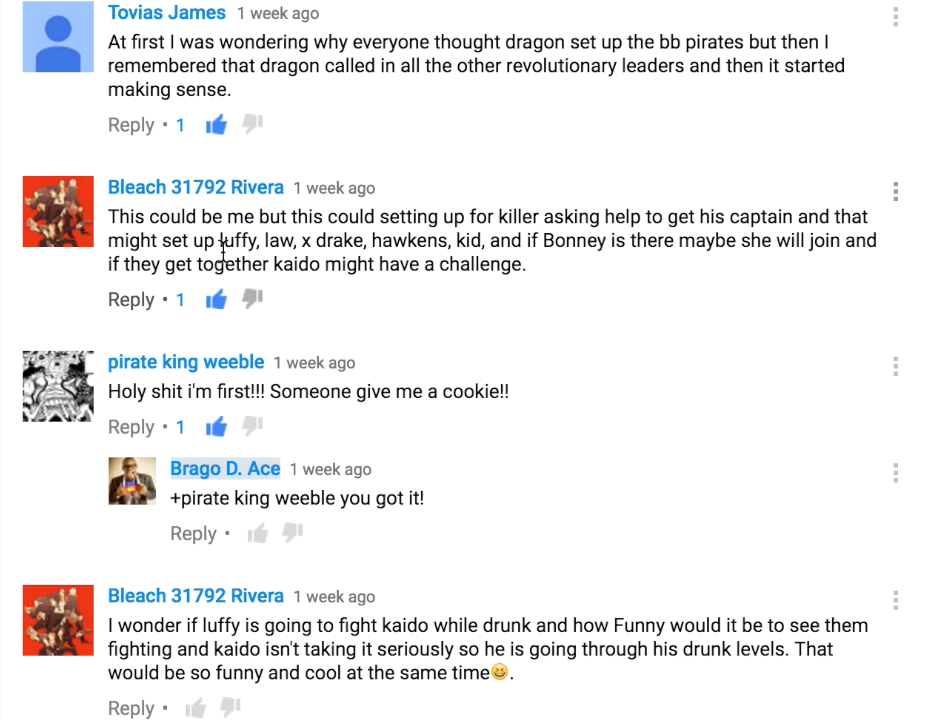 Tovias James 1 week ago
At first I was wondering why everyone thought dragon set up the bb pirates but then I
remembered that dragon called in all the other revolutionary leaders and then it started
making sense.
Reply • 1
Bleach 31792 Rivera 1 week ago
This could be me but this could setting up for killer asking help to get his captain and that
might set up luffy, law, x drake, hawkens, kid, and if Bonney is there maybe she will join and
if they get together kaido might have a challenge.
Reply • 1
pirate king weeble 1 week ago
Holy shit i'm first!!! Someone give me a cookie!!
Reply • 1
Brago D. Ace 1 week ago
+pirate king weeble you got it!
Reply •
Bleach 31792 Rivera 1 week ago
I wonder if luffy is going to fight kaido while drunk and how Funny would it be to see them
fighting and kaido isn't taking it seriously so he is going through his drunk levels. That
would be so funny and cool at the same time😆.
Reply •